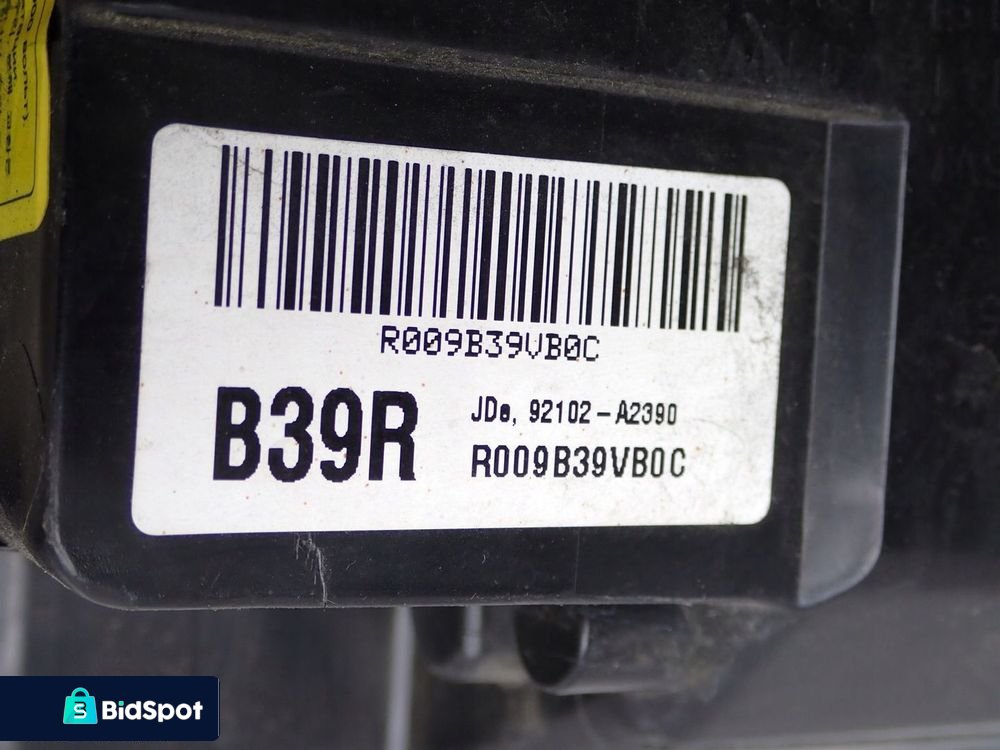 R009B39VB0C
B39R
JDe, 92102-A2390
R009B39VB0C
BidSpot